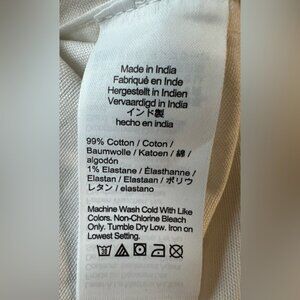 Made in India
Fabriqué en Inde
Hergestellt in Indien
Vervaardigd in India
インド製
hecho en india
99% Cotton / Coton /
Baumwolle / Katoen / 綿 /
algodón
1% Elastane / Élasthanne /
Elastan / Elastaan / ポリウ
レタン / elastano
Machine Wash Cold With Like
Colors. Non-Chlorine Bleach
Only. Tumble Dry Low. Iron on
Lowest Setting.